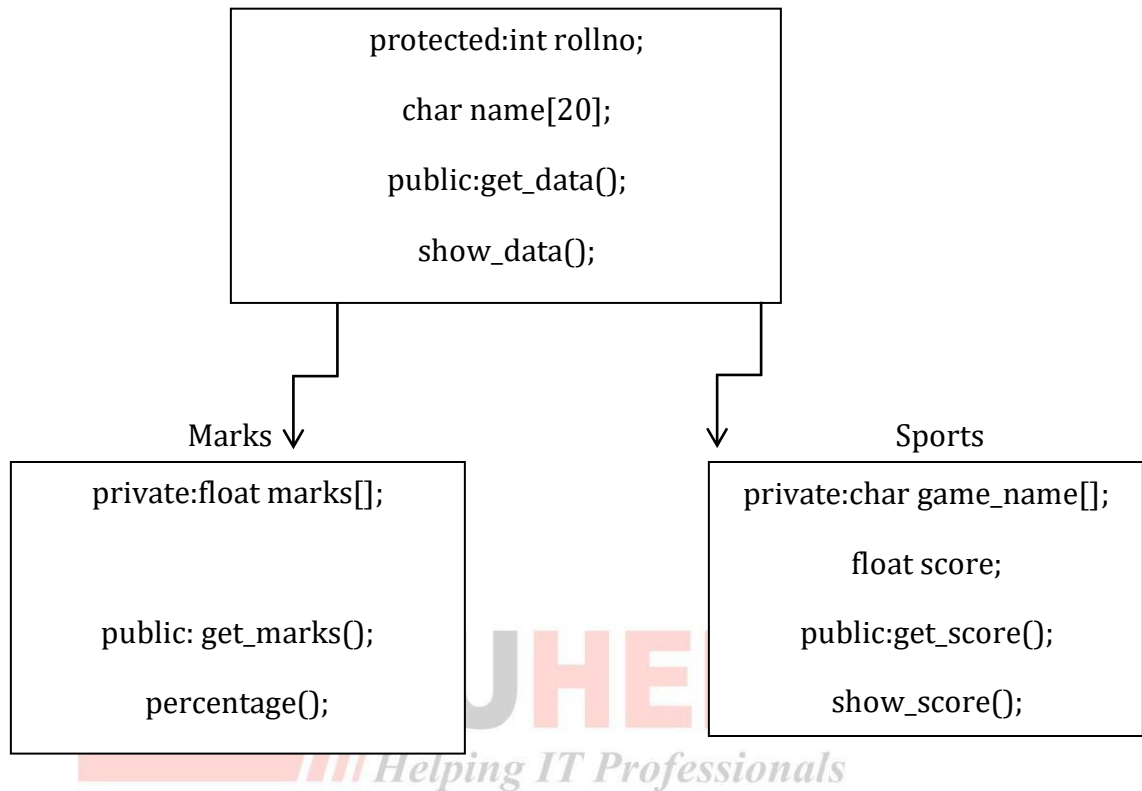 protected:int rollno;
char name[20];
public:get_data();
show_data();
Marks
Sports
private:float marks[];
public: get_marks();
percentage();
private:char game_name[];
float score;
public:get_score();
show_score();
Helping IT Professionals